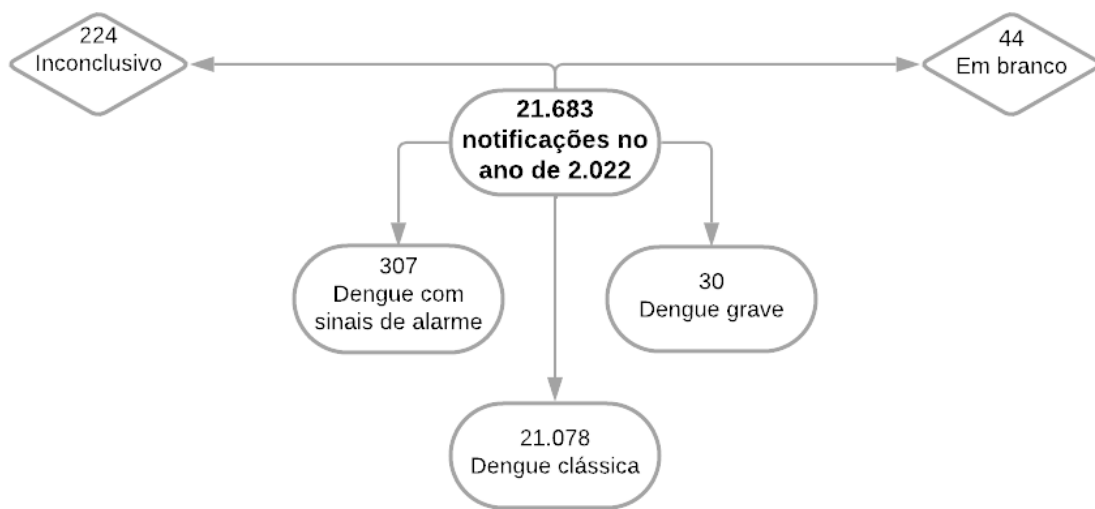 224
Inconclusivo
44
Em branco
21.683
notificações no
ano de 2.022
307
Dengue com
sinais de alarme
30
Dengue grave
21.078
Dengue clássica